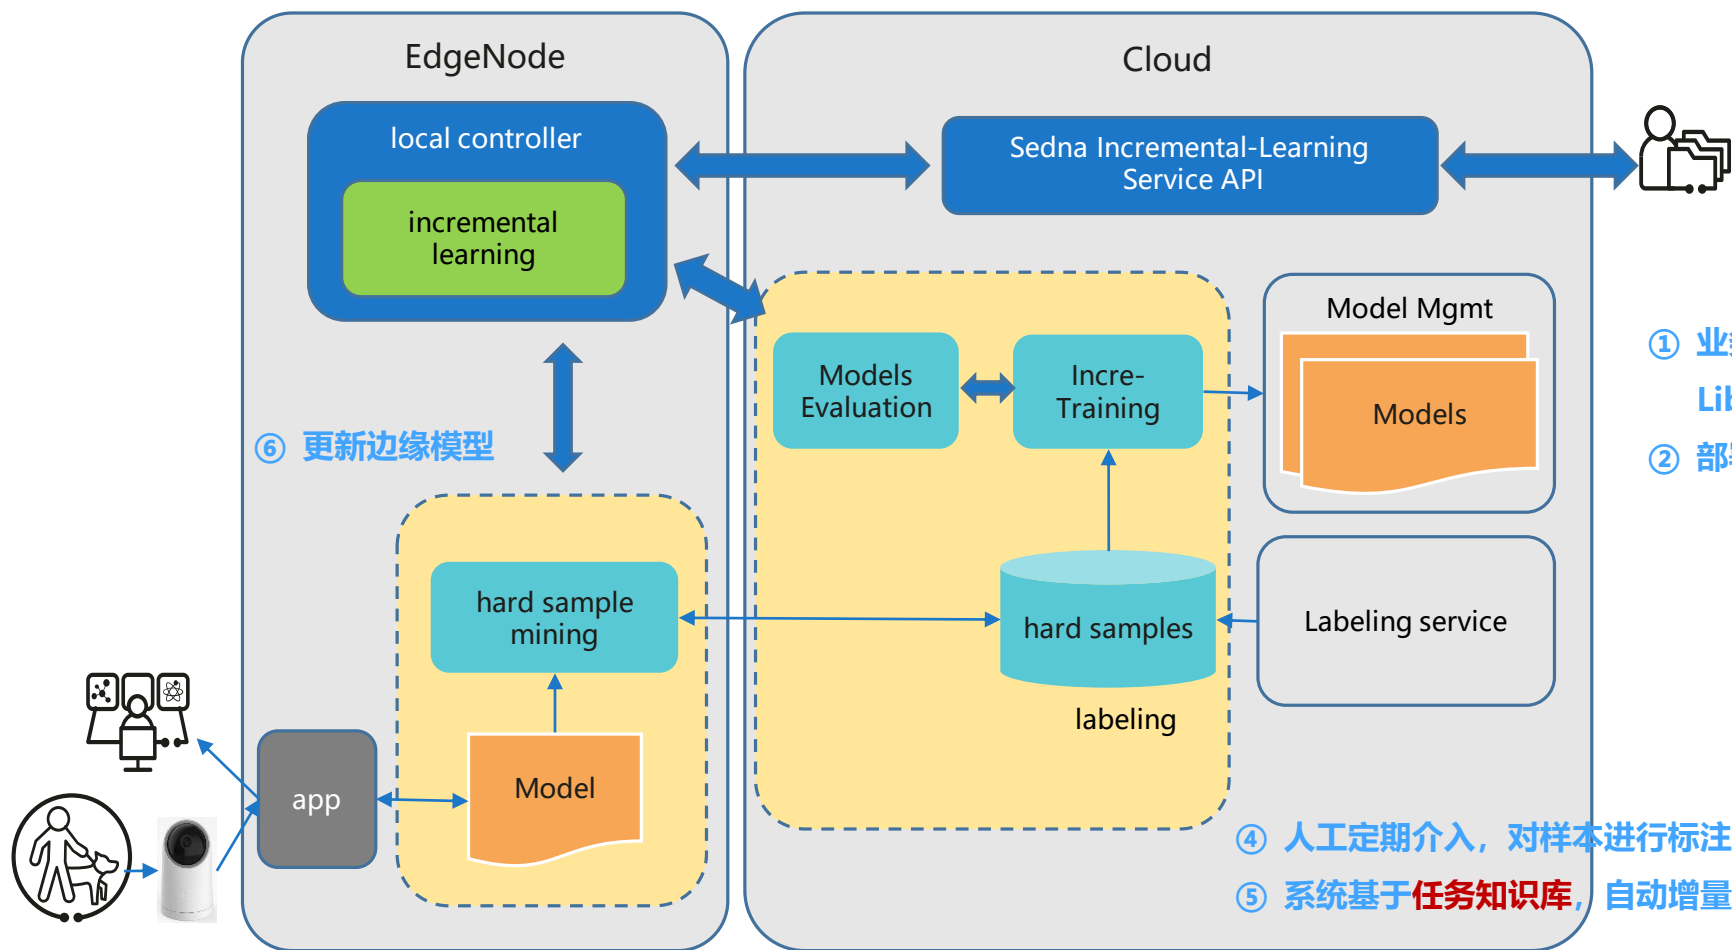 EdgeNode
Cloud
local controller
incremental
learning
Sedna Incremental-Learning
Service API
Model Mgmt
Models
Models
Evaluation
Incre-
Training
①
Lib
②
⑥ 更新边缘模型
hard sample
mining
hard samples
labeling
Labeling service
app
Model
④ 人工定期介入，对样本进行标注
⑤ 系统基于任务知识库，自动增量